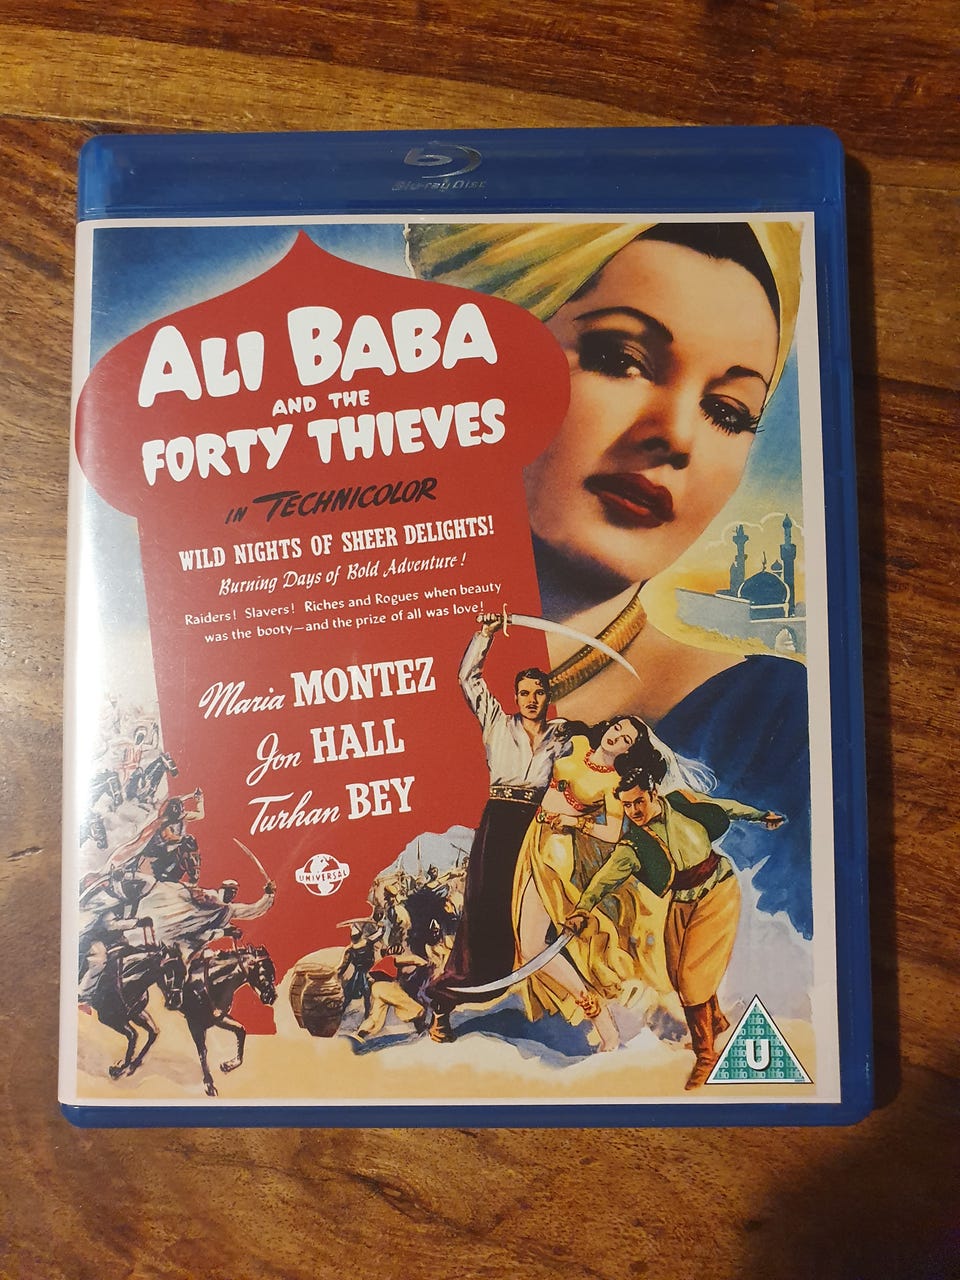 Blu-ray Disc
ALI BABA
AND THE
FORTY THIEVES
IN TECHNICOLOR
WILD NIGHTS OF SHEER DELIGHTS!
Burning Days of Bold Adventure!
Raiders! Slavers! Riches and Rogues when beauty
was the booty—and the prize of all was love!
Maria MONTEZ
Jon HALL
Turhan BEY
UNIVERSAL
U